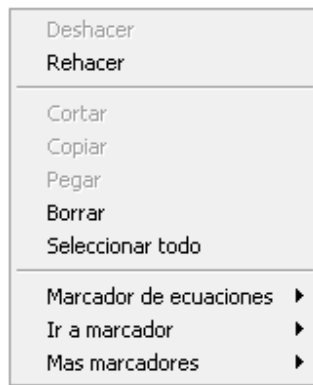 Deshacer
Rehacer
Cortar
Copiar
Pegar
Borrar
Seleccionar todo
Marcador de ecuaciones
Ir a marcador
Mas marcadores